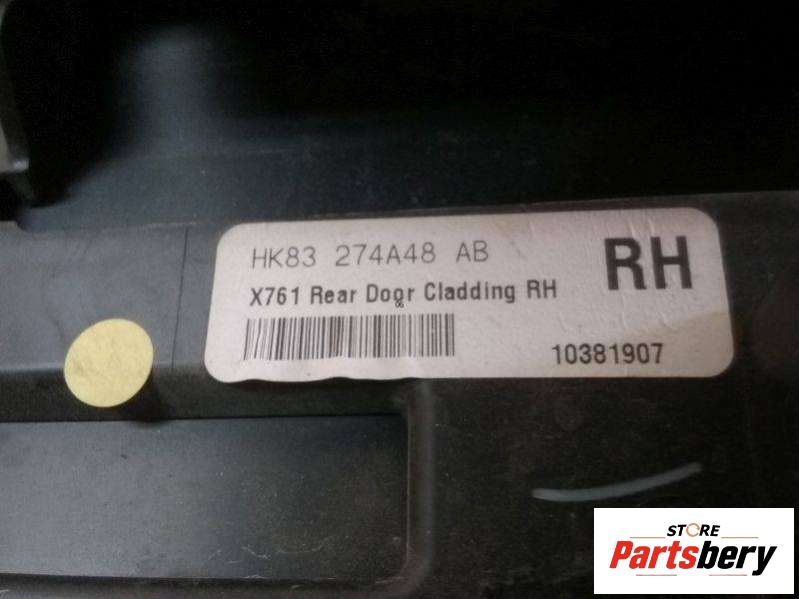 HK83 274A48 AB
RH
X761 Rear Door Cladding RH
10381907
STORE
Partsbery